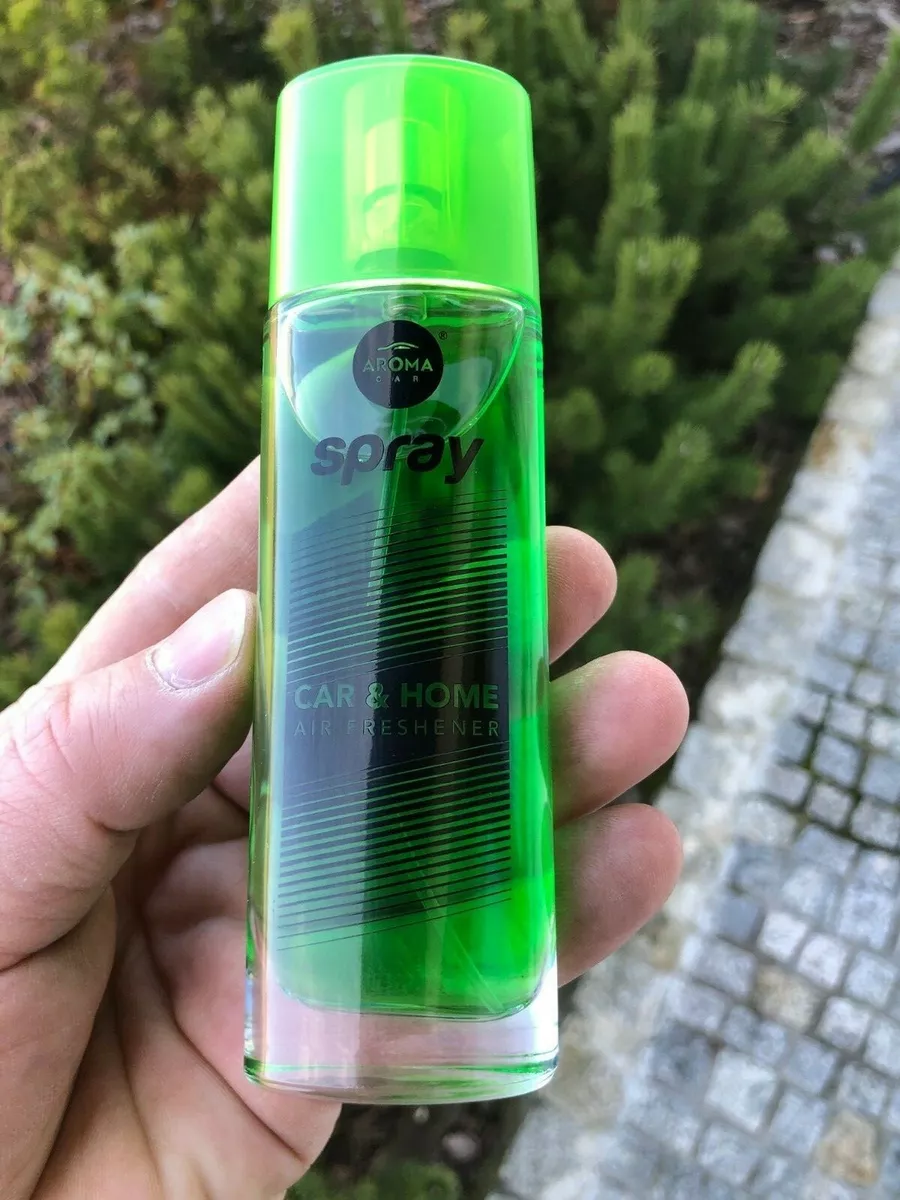 AROMA
CAR
®
spray
CAR & HOME
AIR FRESHENER